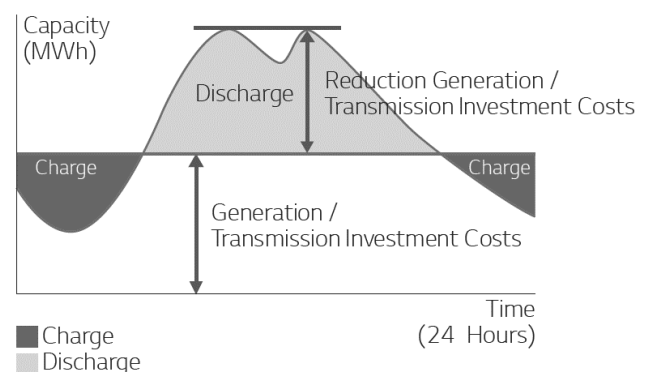 Capacity
(MWh)
Discharge
Reduction Generation /
Transmission Investment Costs
Charge
Charge
Generation /
Transmission Investment Costs
Time
(24 Hours)
Charge
Discharge